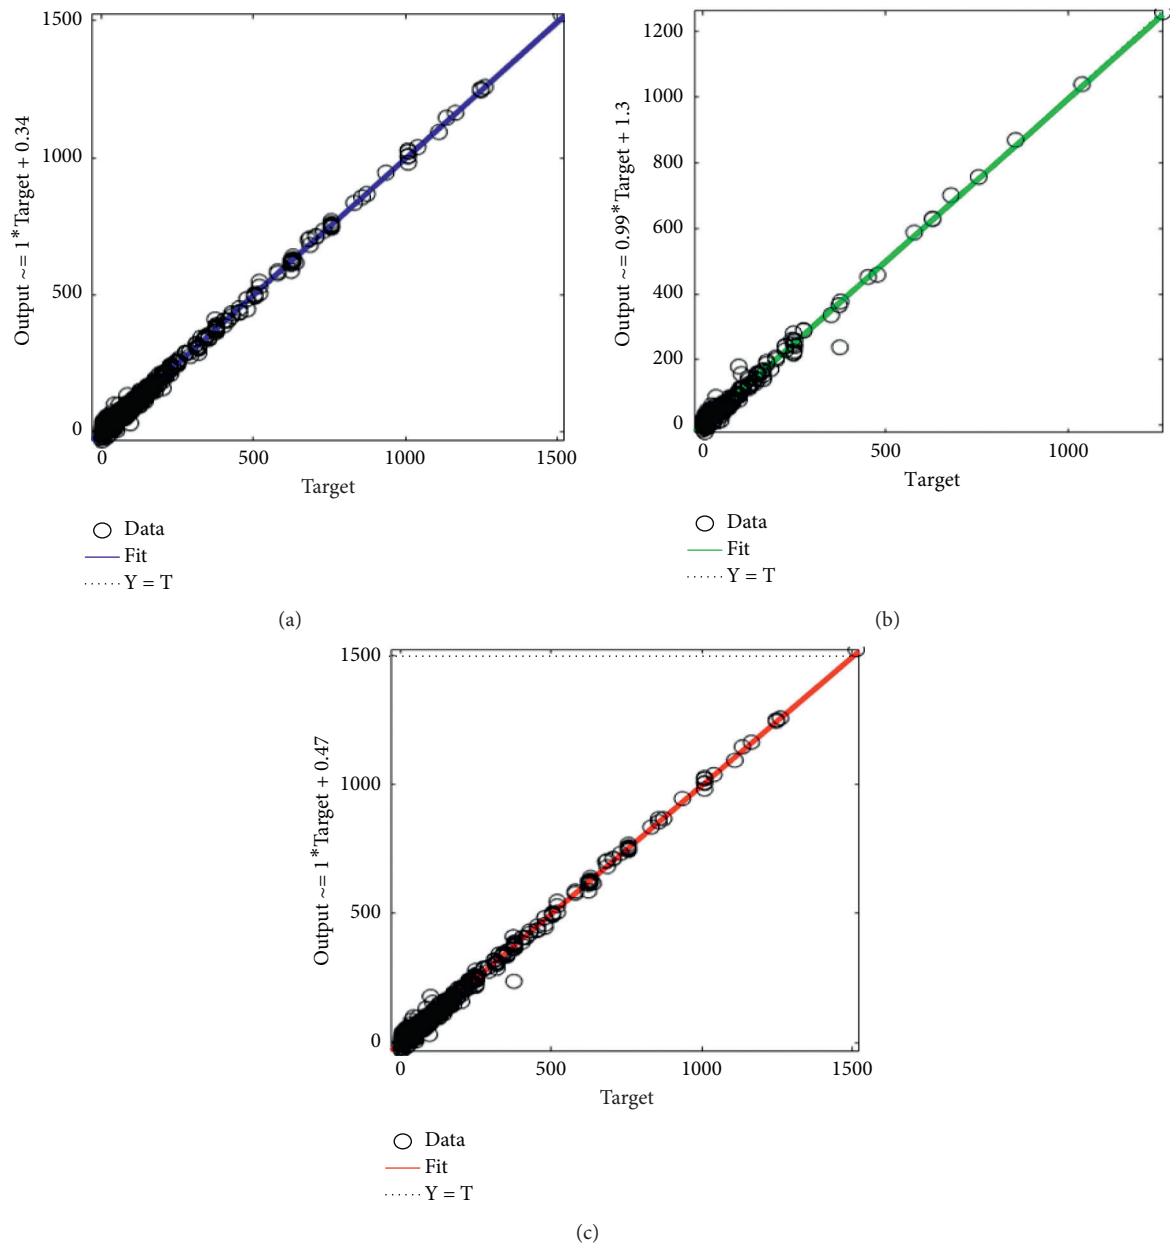 1500
1000
500
0
Output ~= 1*Target + 0.34
0 500 1000 1500
Target
Data
Fit
Y = T
(a)
1200
1000
800
600
400
200
0
Output ~= 0.99*Target + 1.3
0 500 1000
Target
Data
Fit
Y = T
(b)
1500
1000
500
0
Output ~= 1*Target + 0.47
0 500 1000 1500
Target
Data
Fit
Y = T
(c)